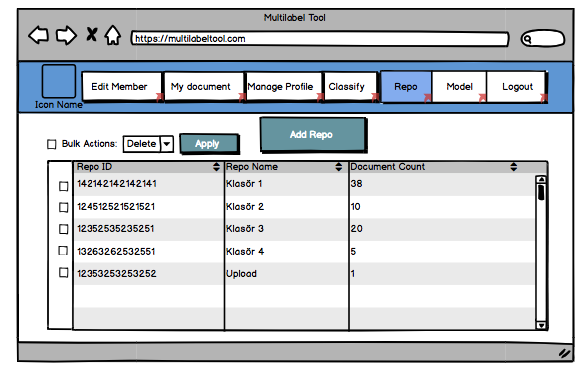 Multilabel Tool
https://multilabeltool.com
Icon Name
Edit Member My document Manage Profile Classify Repo Model Logout
Bulk Actions: Delete Apply Add Repo
Repo ID Repo Name Document Count
142142142142141 Klasör 1 38
124512521521521 Klasör 2 10
12352535235251 Klasör 3 20
13263262532551 Klasör 4 5
12353253253252 Upload 1